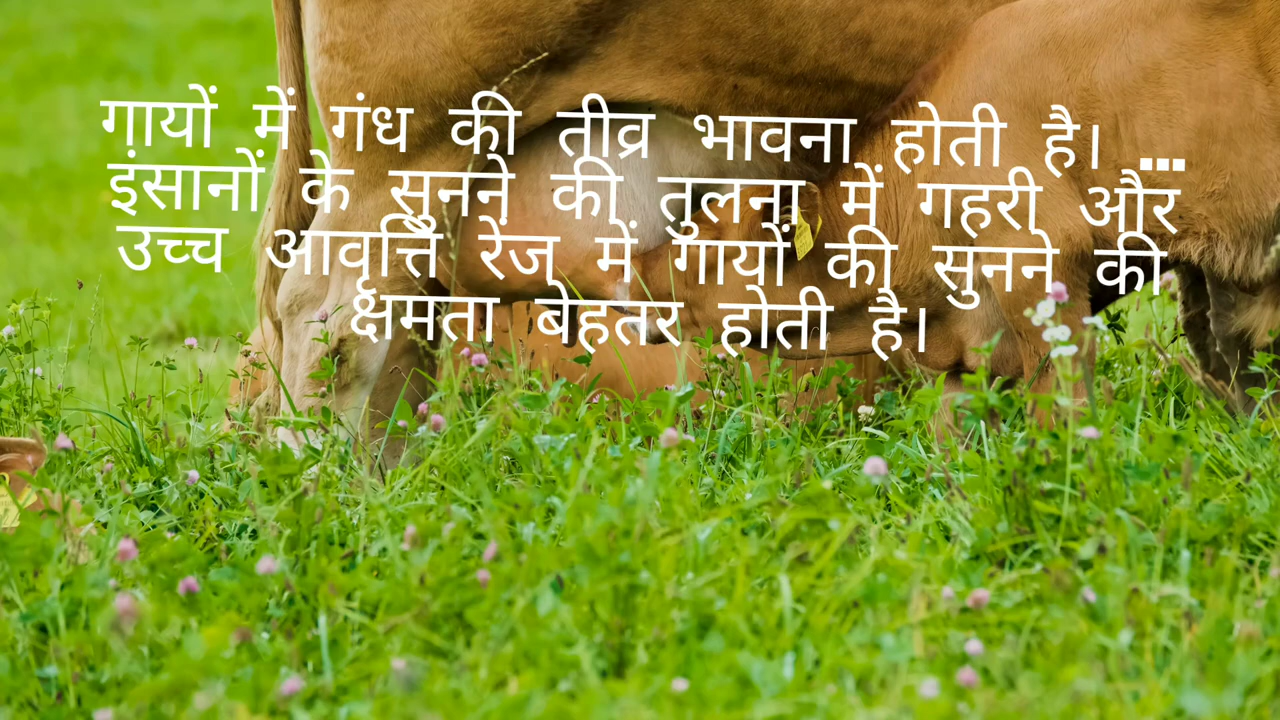 गायों में गंध की तीव्र भावना होती है। ...
इंसानों के सुनने की तुलना में गहरी और
उच्च आवृत्ति रेंज में गायों की सुनने की
क्षमता बेहतर होती है।